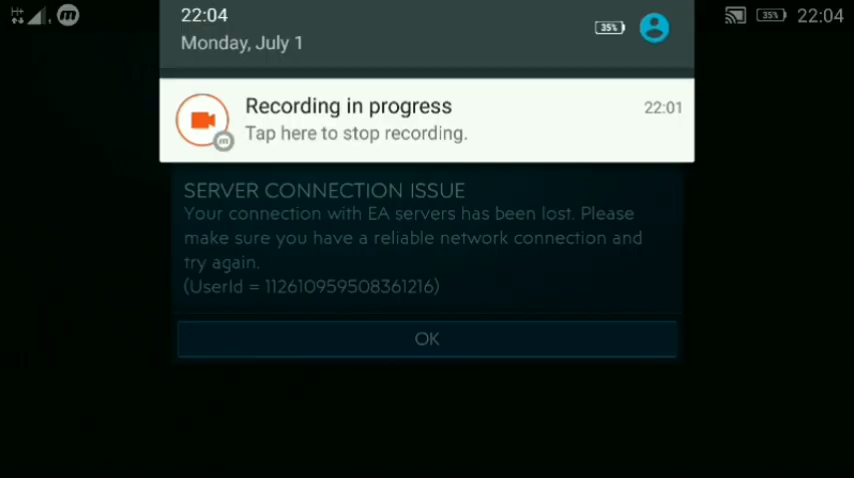 H+
m
22:04
Monday, July 1
35%
35%
22:04
Recording in progress
22:01
Tap here to stop recording.
m
SERVER CONNECTION ISSUE
Your connection with EA servers has been lost. Please
make sure you have a reliable network connection and
try again.
(UserId = 112610959508361216)
OK